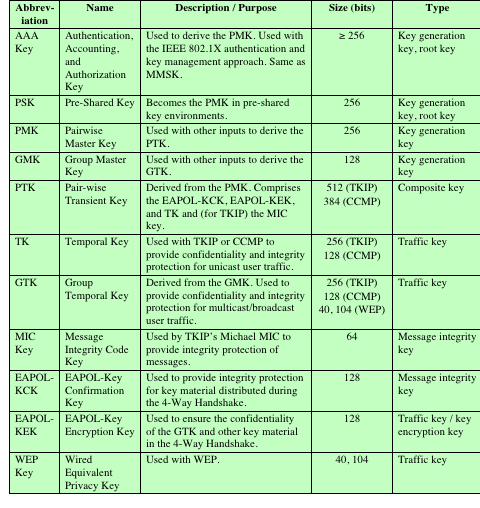 Abbrev-
iation
Name
Description / Purpose
Size (bits)
Type
AAA
Key
Authentication,
Accounting,
and
Authorization
Key
Used to derive the PMK. Used with
the IEEE 802.1X authentication and
key management approach. Same as
MMSK.
≥ 256
Key generation
key, root key
PSK
Pre-Shared Key
Becomes the PMK in pre-shared
key environments.
256
Key generation
key, root key
PMK
Pairwise
Master Key
Used with other inputs to derive the
PTK.
256
Key generation
key
GMK
Group Master
Key
Used with other inputs to derive the
GTK.
128
Key generation
key
PTK
Pair-wise
Transient Key
Derived from the PMK. Comprises
the EAPOL-KCK, EAPOL-KEK,
and TK and (for TKIP) the MIC
key.
512 (TKIP)
384 (CCMP)
Composite key
TK
Temporal Key
Used with TKIP or CCMP to
provide confidentiality and integrity
protection for unicast user traffic.
256 (TKIP)
128 (CCMP)
Traffic key
GTK
Group
Temporal Key
Derived from the GMK. Used to
provide confidentiality and integrity
protection for multicast/broadcast
user traffic.
256 (TKIP)
128 (CCMP)
40, 104 (WEP)
Traffic key
MIC
Key
Message
Integrity Code
Key
Used by TKIP's Michael MIC to
provide integrity protection of
messages.
64
Message integrity
key
EAPOL-
KCK
EAPOL-Key
Confirmation
Key
Used to provide integrity protection
for key material distributed during
the 4-Way Handshake.
128
Message integrity
key
EAPOL-
KEK
EAPOL-Key
Encryption Key
Used to ensure the confidentiality
of the GTK and other key material
in the 4-Way Handshake.
128
Traffic key / key
encryption key
WEP
Key
Wired
Equivalent
Privacy Key
Used with WEP.
40, 104
Traffic key